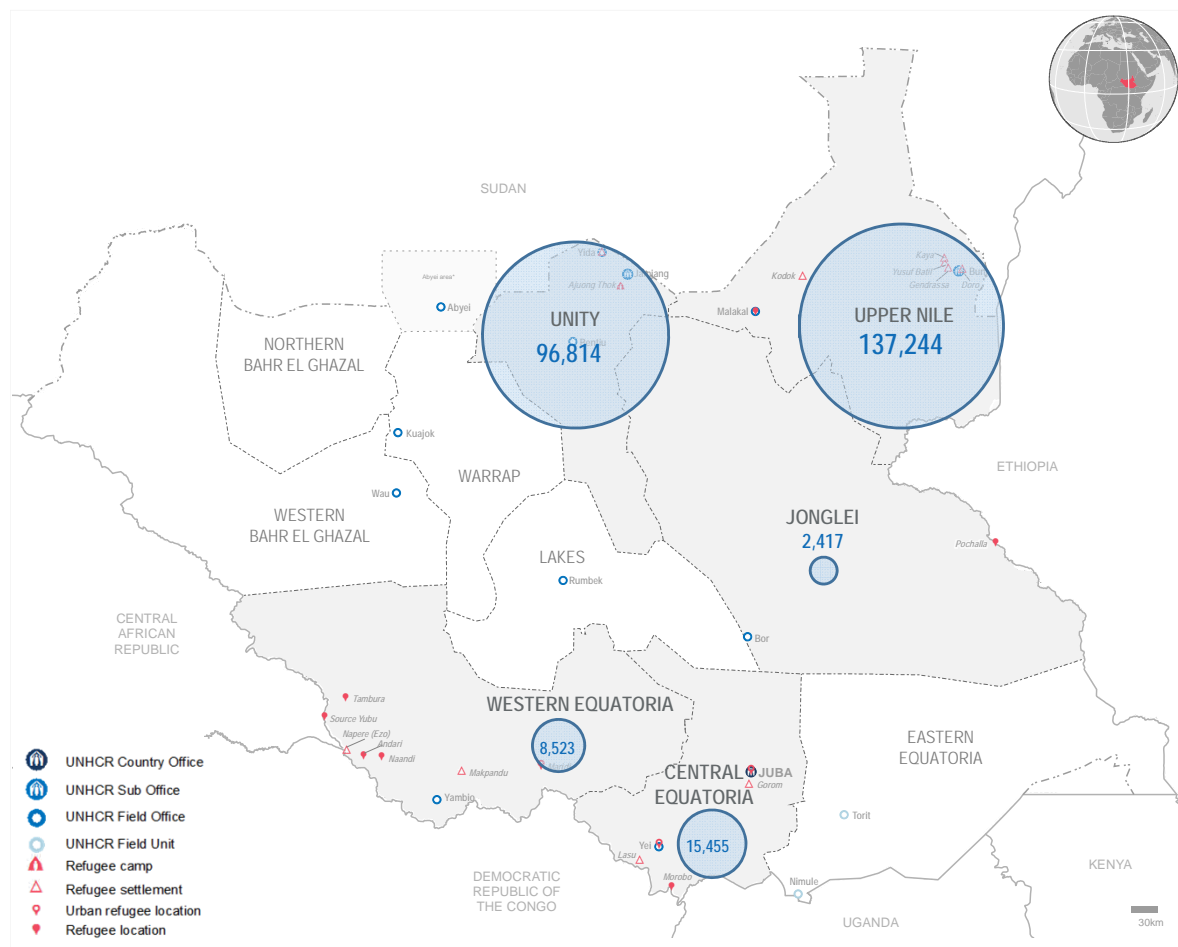 SUDAN
Abyei area*
Abyei
Yida
Jamjang
Ajuong Thok
UNITY
Bentiu
96,814
Kodok
Malakal
Kaya
Yusuf Batil
Bunj
Gendrassa
Doro
UPPER NILE
137,244
NORTHERN
BAHR EL GHAZAL
Kuajok
WARRAP
Wau
WESTERN
BAHR EL GHAZAL
ETHIOPIA
JONGLEI
2,417
Pochalla
LAKES
Rumbek
Bor
CENTRAL
AFRICAN
REPUBLIC
Tambura
Source Yubu
Napere (Ezo)
Andari
Naandi
Makpandu
Yambio
WESTERN EQUATORIA
8,523
CENTRAL
EQUATORIA
JUBA
Gorom
15,455
Yei
Lasu
Morobo
EASTERN
EQUATORIA
Torit
Nimule
DEMOCRATIC
REPUBLIC OF
THE CONGO
UGANDA
KENYA
30km
UNHCR Country Office
UNHCR Sub Office
UNHCR Field Office
UNHCR Field Unit
Refugee camp
Refugee settlement
Urban refugee location
Refugee location